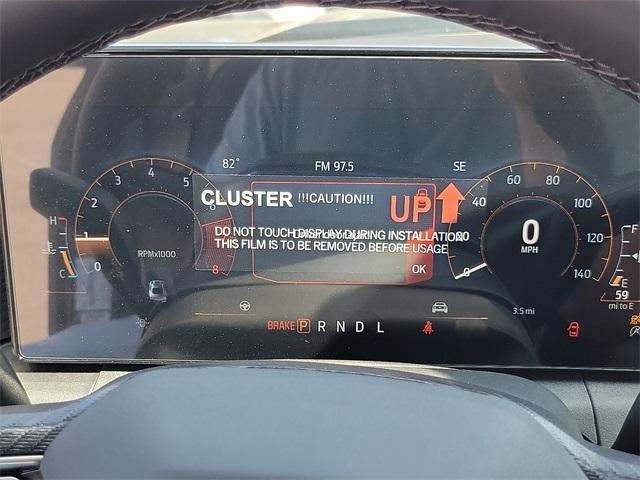 82° FM 97.5 SE
CLUSTER !!!CAUTION!!! UP
DO NOT TOUCH DISPLAY DURING INSTALLATION
THIS FILM IS TO BE REMOVED BEFORE USAGE
OK
0 1 2 3 4 5 8
RPMx1000
H
C
0 20 40 60 80 100 120 140
0
MPH
F
E
59
mi to E
3.5 mi
BRAKE P R N D L